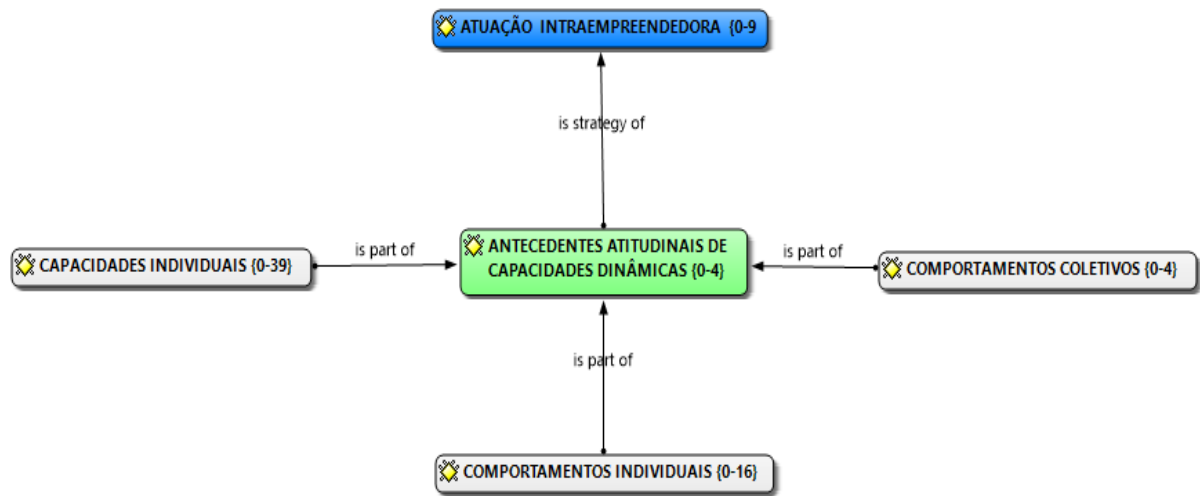 ATUAÇÃO INTRAEMPREENDEDORA {0-9
is strategy of
CAPACIDADES INDIVIDUAIS {0-39}
is part of
ANTECEDENTES ATITUDINAIS DE
CAPACIDADES DINÂMICAS {0-4}
is part of
COMPORTAMENTOS COLETIVOS {0-4}
is part of
COMPORTAMENTOS INDIVIDUAIS {0-16}